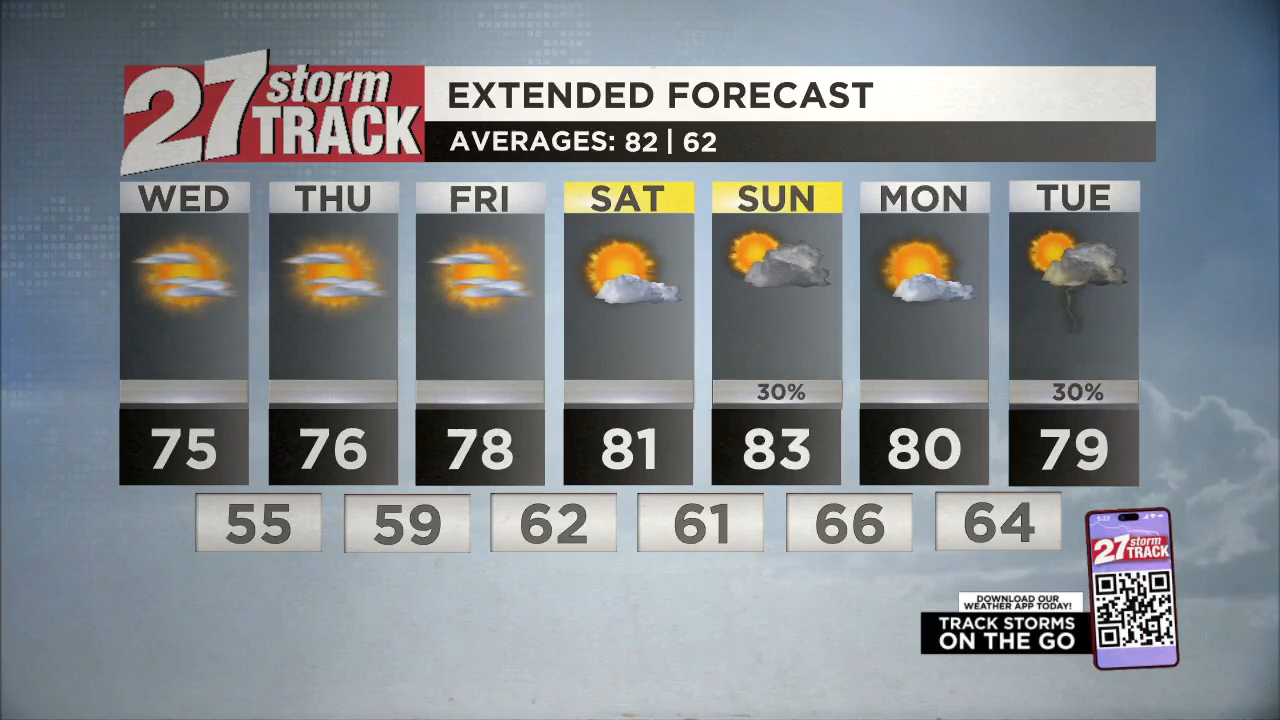 27 storm TRACK
EXTENDED FORECAST
AVERAGES: 82 | 62
WED THU FRI SAT SUN MON TUE
30% 30%
75 76 78 81 83 80 79
55 59 62 61 66 64
5:27
27 storm TRACK
DOWNLOAD OUR
WEATHER APP TODAY!
TRACK STORMS
ON THE GO